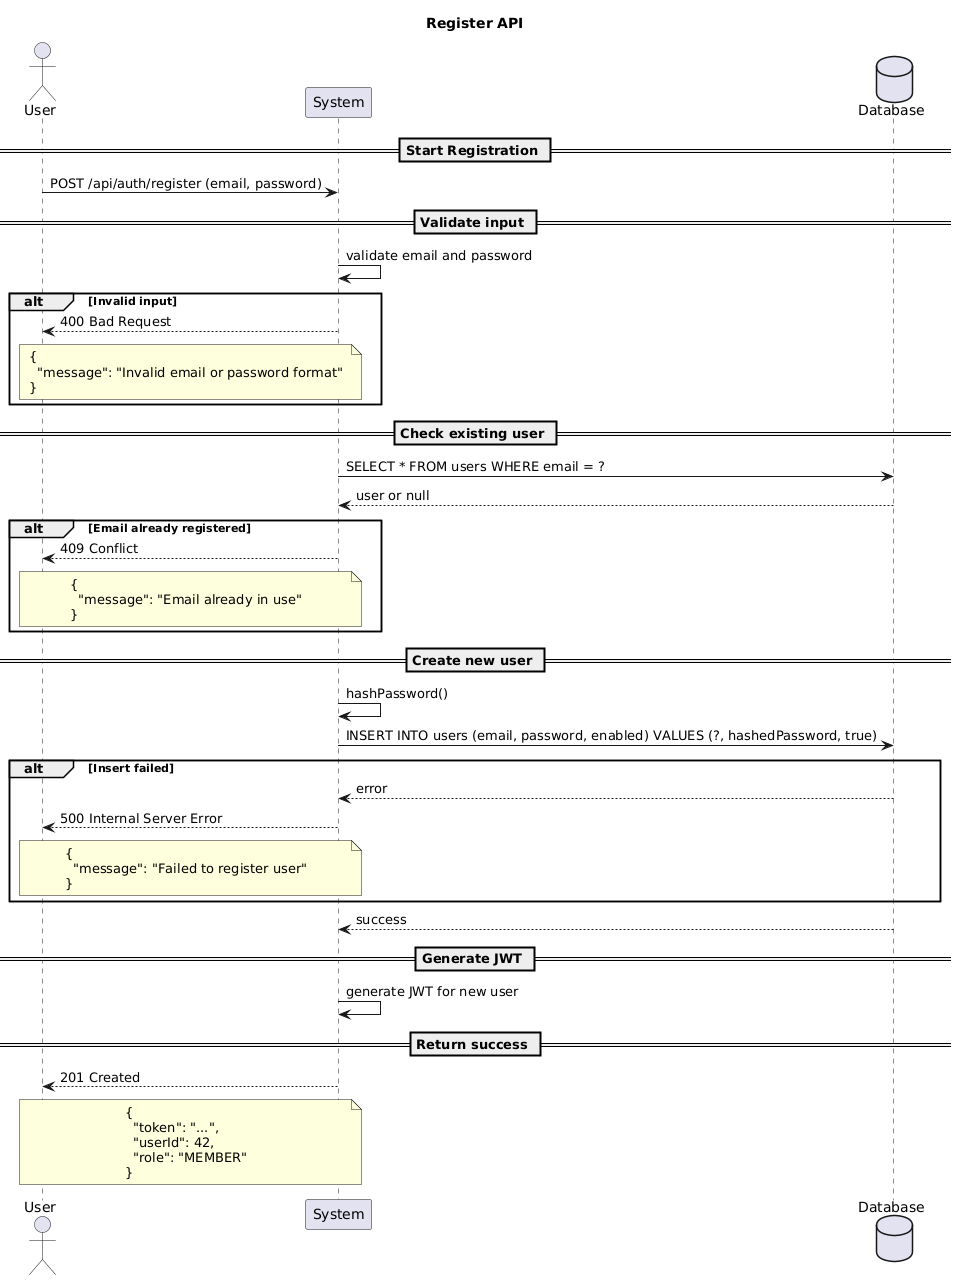 Register API
User
System
Database
Start Registration
POST /api/auth/register (email, password)
Validate input
validate email and password
alt [Invalid input]
400 Bad Request
{
"message": "Invalid email or password format"
}
Check existing user
SELECT * FROM users WHERE email = ?
user or null
alt [Email already registered]
409 Conflict
{
"message": "Email already in use"
}
Create new user
hashPassword()
INSERT INTO users (email, password, enabled) VALUES (?, hashedPassword, true)
alt [Insert failed]
error
500 Internal Server Error
{
"message": "Failed to register user"
}
success
Generate JWT
generate JWT for new user
Return success
201 Created
{
"token": "...",
"userId": 42,
"role": "MEMBER"
}
User
System
Database